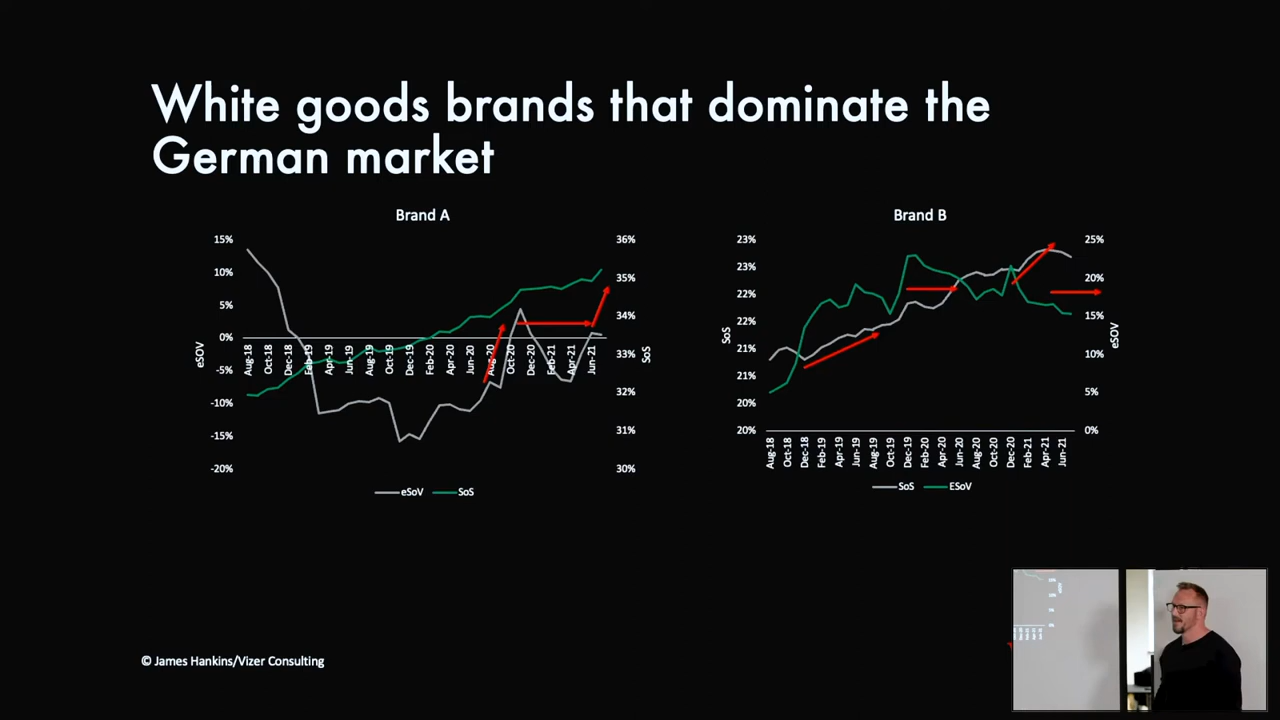 White goods brands that dominate the
German market
Brand A
15%
10%
5%
0%
-5%
-10%
-15%
-20%
eSOV
36%
35%
34%
33%
32%
31%
30%
SoS
Aug-18
Oct-18
Dec-18
Feb-19
Apr-19
Jun-19
Aug-19
Oct-19
Dec-19
Feb-20
Apr-20
Jun-20
Aug-20
Oct-20
Dec-20
Feb-21
Apr-21
Jun-21
eSoV
SoS
Brand B
23%
23%
22%
22%
21%
21%
20%
20%
SoS
25%
20%
15%
10%
5%
0%
eSOV
Aug-18
Oct-18
Dec-18
Feb-19
Apr-19
Jun-19
Aug-19
Oct-19
Dec-19
Feb-20
Apr-20
Jun-20
Aug-20
Oct-20
Dec-20
Feb-21
Apr-21
Jun-21
SoS
ESoV
© James Hankins/Vizer Consulting